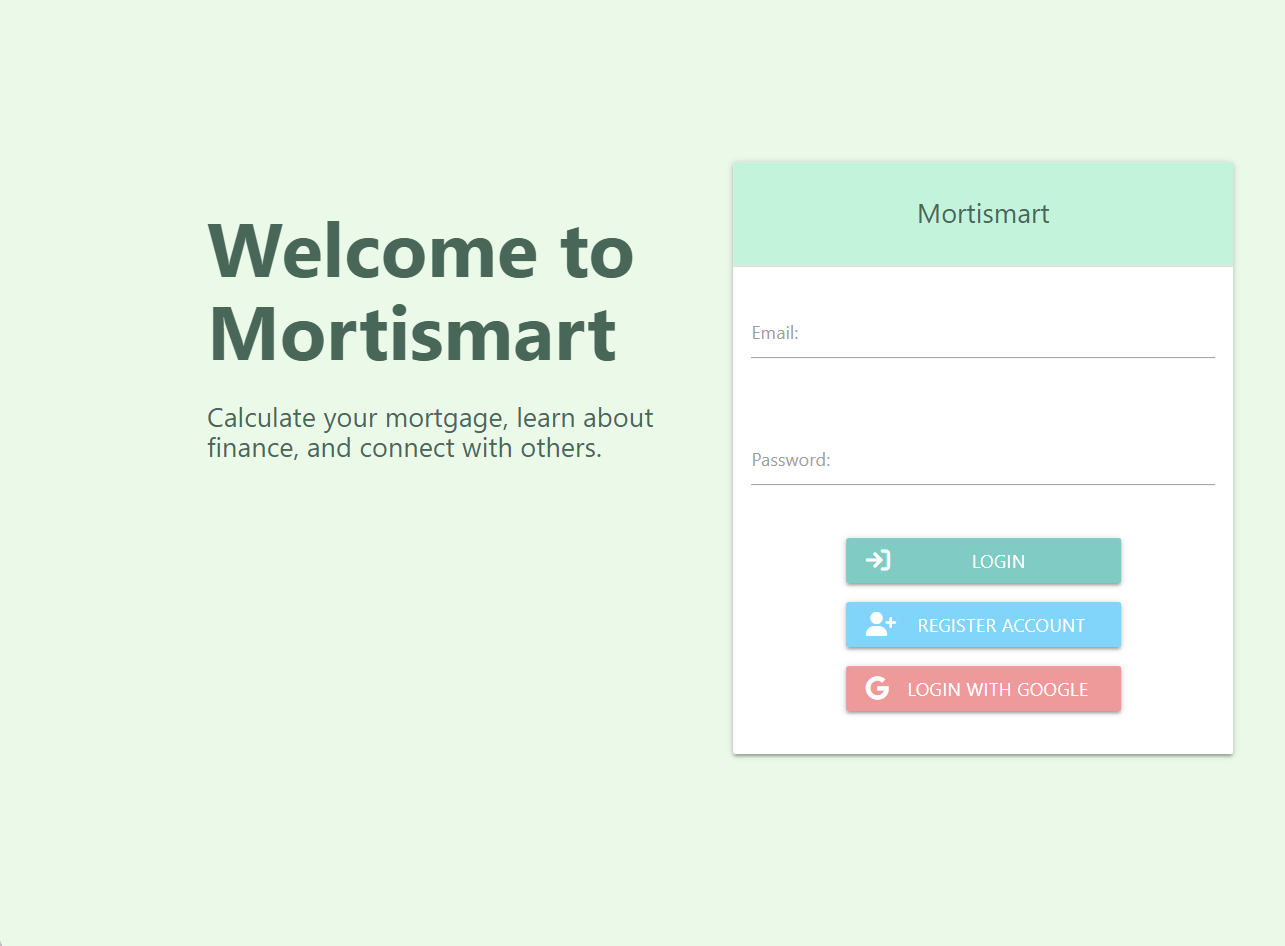 Welcome to
Mortismart
Calculate your mortgage, learn about
finance, and connect with others.
Mortismart
Email:
Password:
LOGIN
REGISTER ACCOUNT
LOGIN WITH GOOGLE